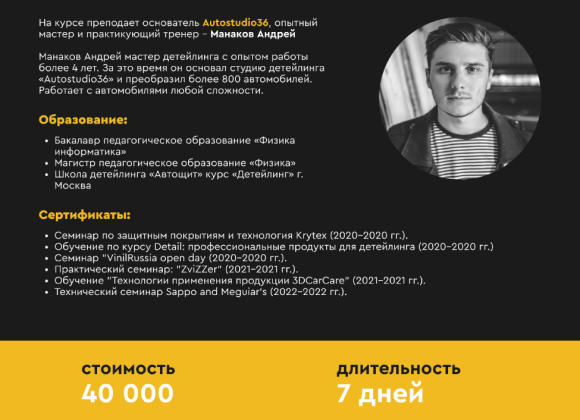 На курсе преподает основатель Autostudio36, опытный
мастер и практикующий тренер – Манаков Андрей
Манаков Андрей мастер детейлинга с опытом работы
более 4 лет. За это время он основал студию детейлинга
«Autostudio36» и преобразил более 800 автомобилей.
Работает с автомобилями любой сложности.
Образование:
• Бакалавр педагогическое образование «Физика
информатика»
• Магистр педагогическое образование «Физика»
• Школа детейлинга «Автощит» курс «Детейлинг» г.
Москва
Сертификаты:
• Семинар по защитным покрытиям и технология Krytex (2020–2020 гг.).
• Обучение по курсу Detail: профессиональные продукты для детейлинга (2020–2020 гг.)
• Семинар "VinilRussia open day (2020–2020 гг.).
• Практический семинар: "ZviZZer" (2021–2021 гг.).
• Обучение "Технологии применения продукции 3DCarCare" (2021–2021 гг.).
• Технический семинар Sappo and Meguiar's (2022–2022 гг.).
стоимость
40 000
длительность
7 дней